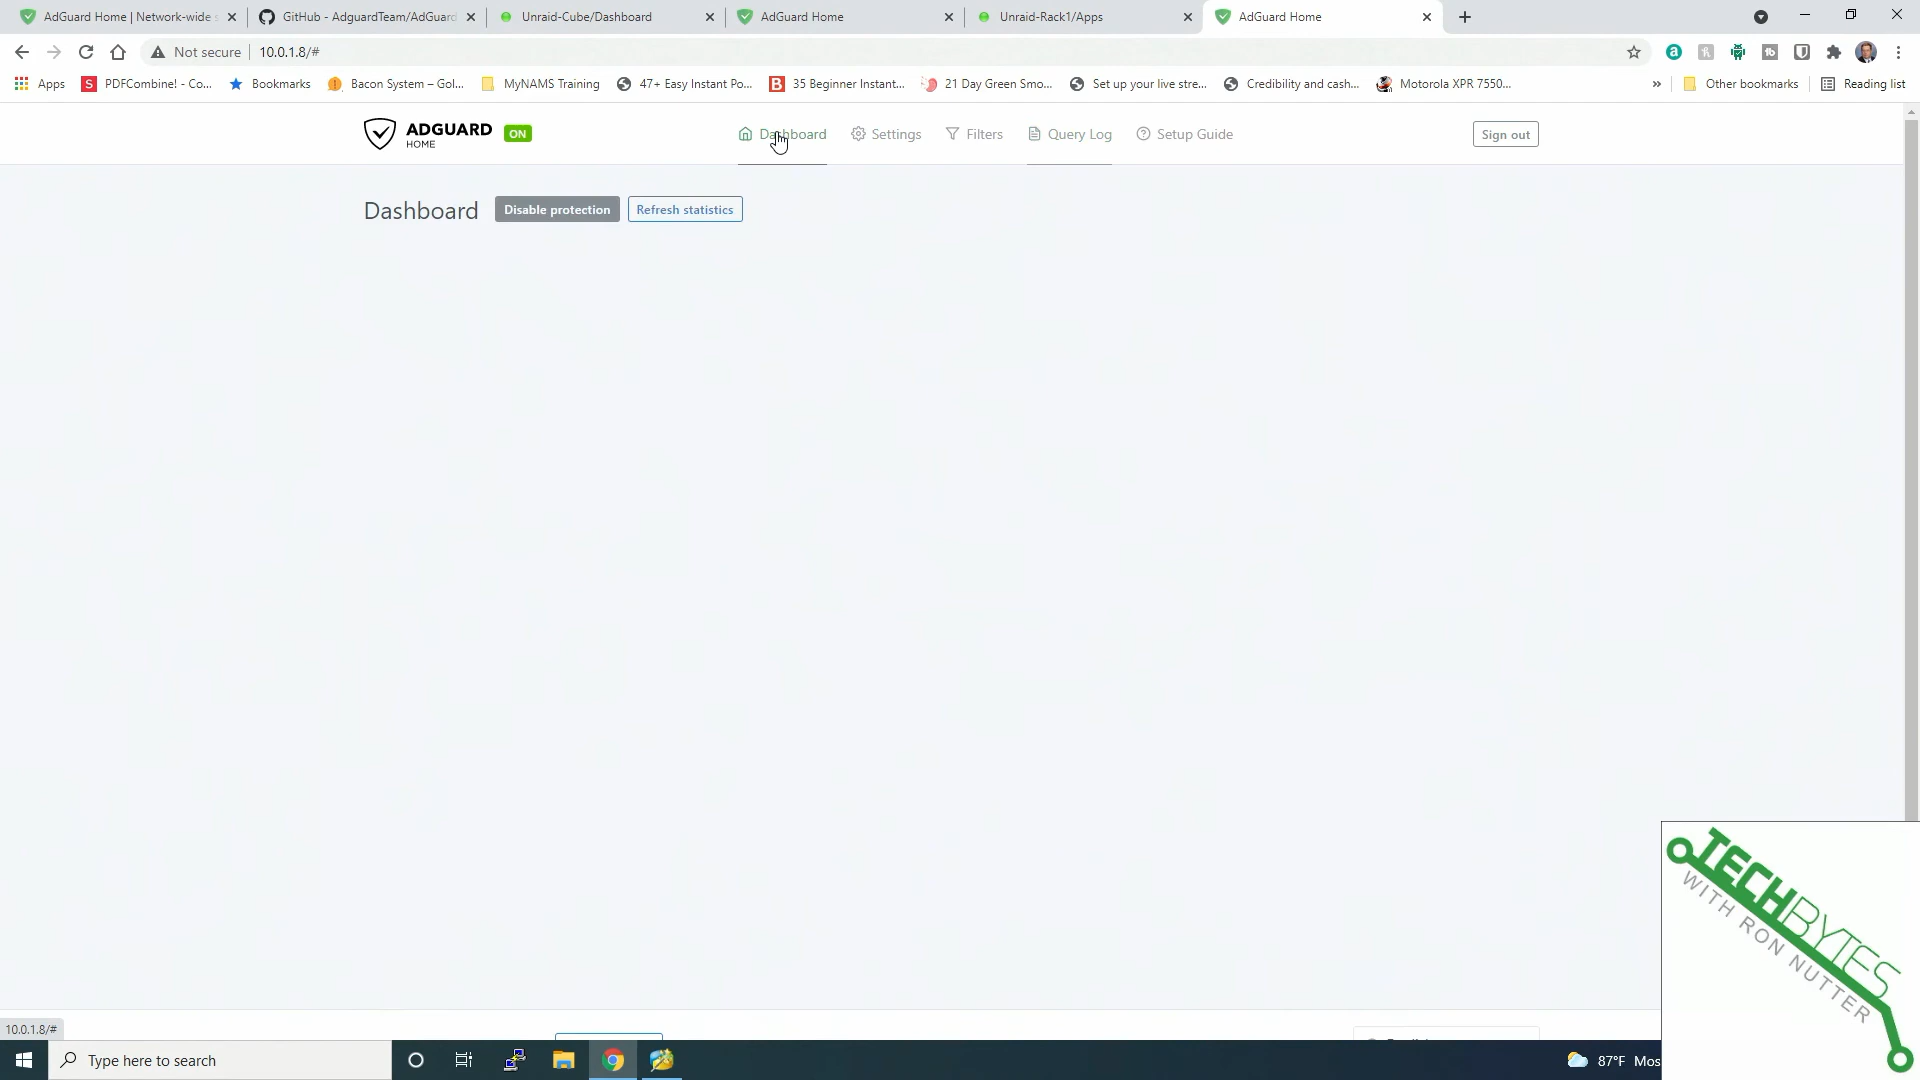 AdGuard Home | Network-wide s
GitHub - AdguardTeam/AdGuard
Unraid-Cube/Dashboard
AdGuard Home
Unraid-Rack1/Apps
AdGuard Home
Not secure
10.0.1.8/#
Apps
PDFCombine! - Co...
Bookmarks
Bacon System – Gol...
MyNAMS Training
47+ Easy Instant Po...
35 Beginner Instant...
21 Day Green Smo...
Set up your live stre...
Credibility and cash...
Motorola XPR 7550...
»
Other bookmarks
Reading list
ADGUARD
HOME
ON
Dashboard
Settings
Filters
Query Log
Setup Guide
Sign out
Dashboard
Disable protection
Refresh statistics
10.0.1.8/#
Type here to search
87°F Mos
TECHBYTES
WITH RON NUTTER